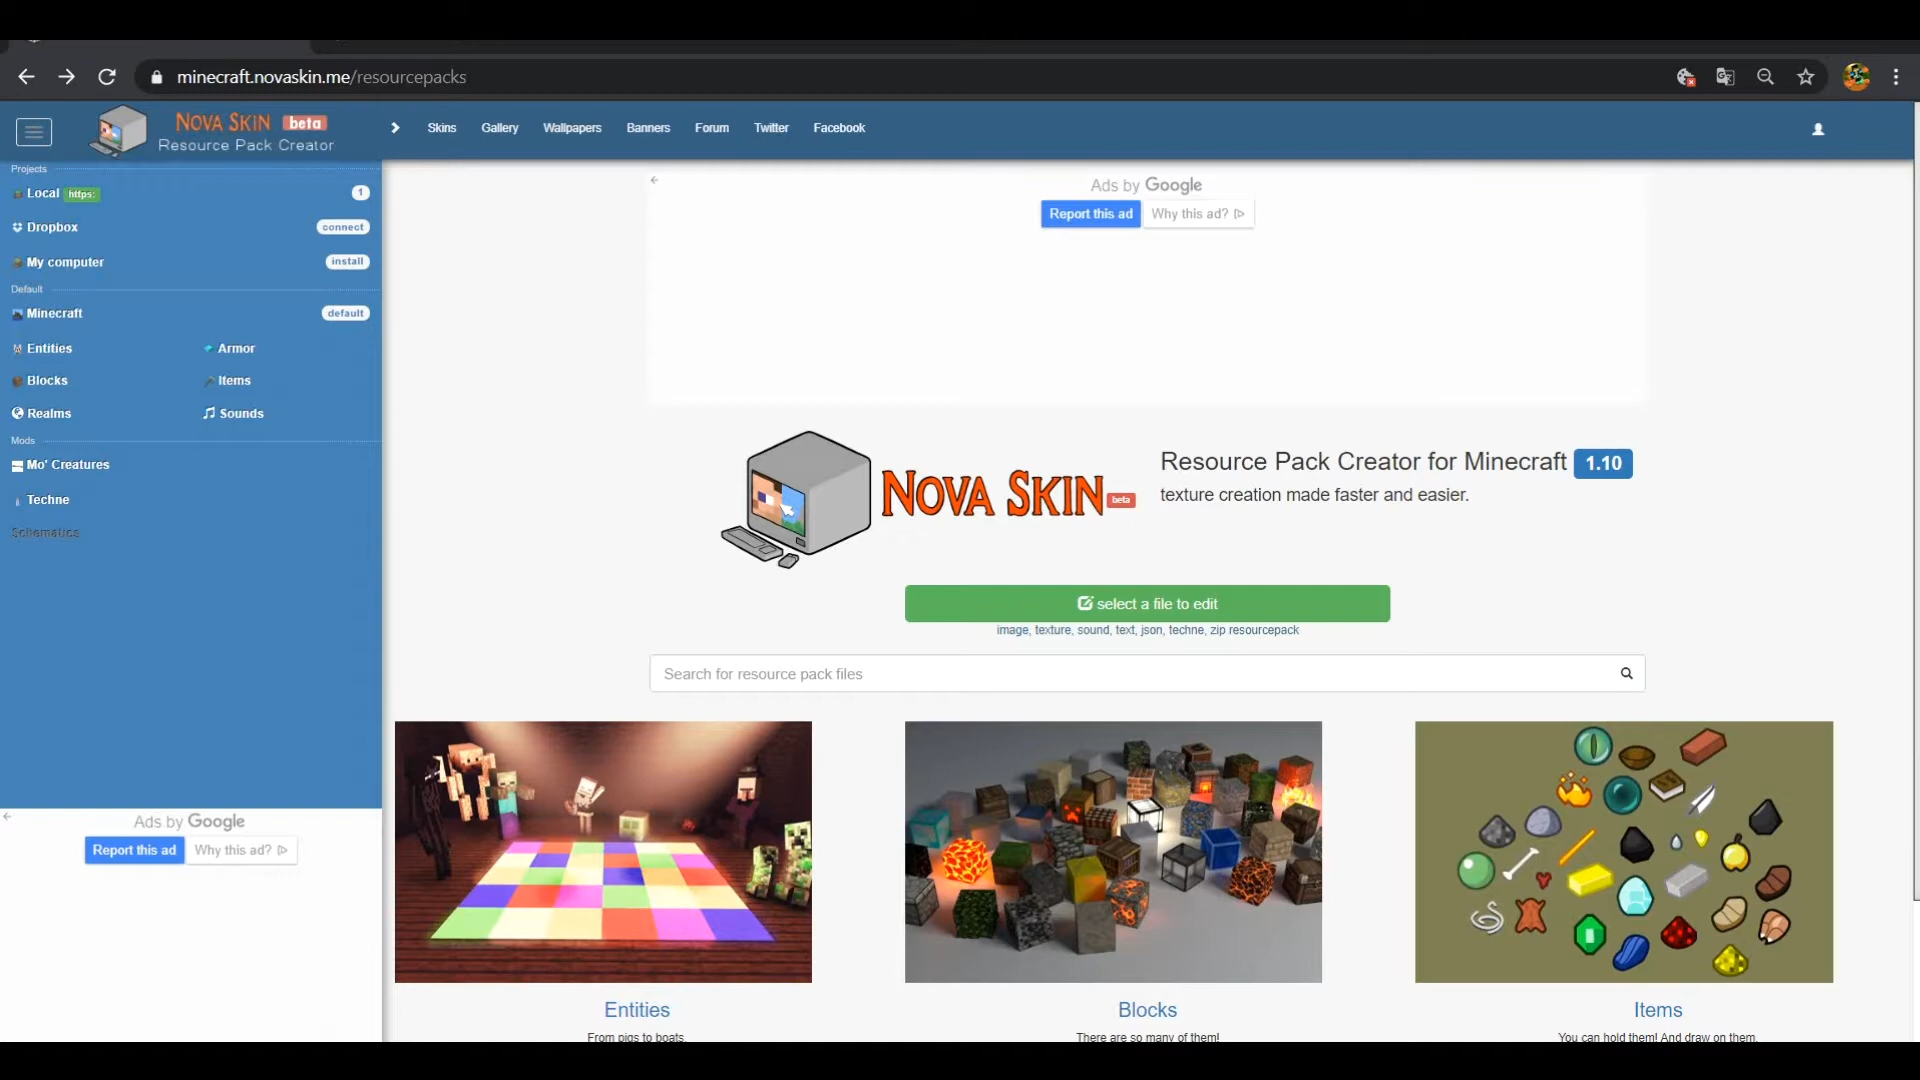 minecraft.novaskin.me/resourcepacks
NOVA SKIN beta
Resource Pack Creator
Skins
Gallery
Wallpapers
Banners
Forum
Twitter
Facebook
Projects
Local https: 1
Dropbox connect
My computer install
Default
Minecraft default
Entities
Armor
Blocks
Items
Realms
Sounds
Mods
Mo' Creatures
Techne
Schematics
Ads by Google
Report this ad
Why this ad?
Ads by Google
Report this ad
Why this ad?
NOVA SKIN beta
Resource Pack Creator for Minecraft 1.10
texture creation made faster and easier.
select a file to edit
image, texture, sound, text, json, techne, zip resourcepack
Search for resource pack files
Entities
From pigs to boats.
Blocks
There are so many of them!
Items
You can hold them! And draw on them.